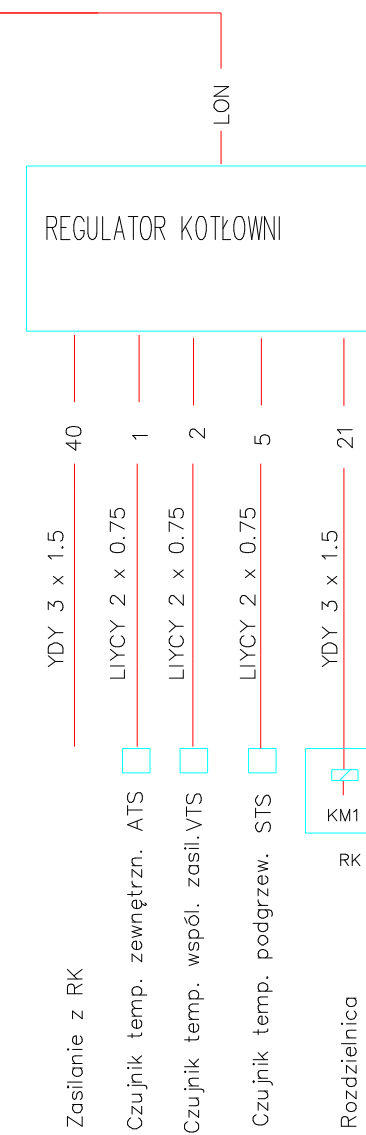 LON
REGULATOR KOTŁOWNI
40
1
2
5
21
YDY 3 x 1.5
LIYCY 2 x 0.75
LIYCY 2 x 0.75
LIYCY 2 x 0.75
YDY 3 x 1.5
KM1
RK
Zasilanie z RK
Czujnik temp. zewnętrzn. ATS
Czujnik temp. wspól. zasil.VTS
Czujnik temp. podgrzew. STS
Rozdzielnica